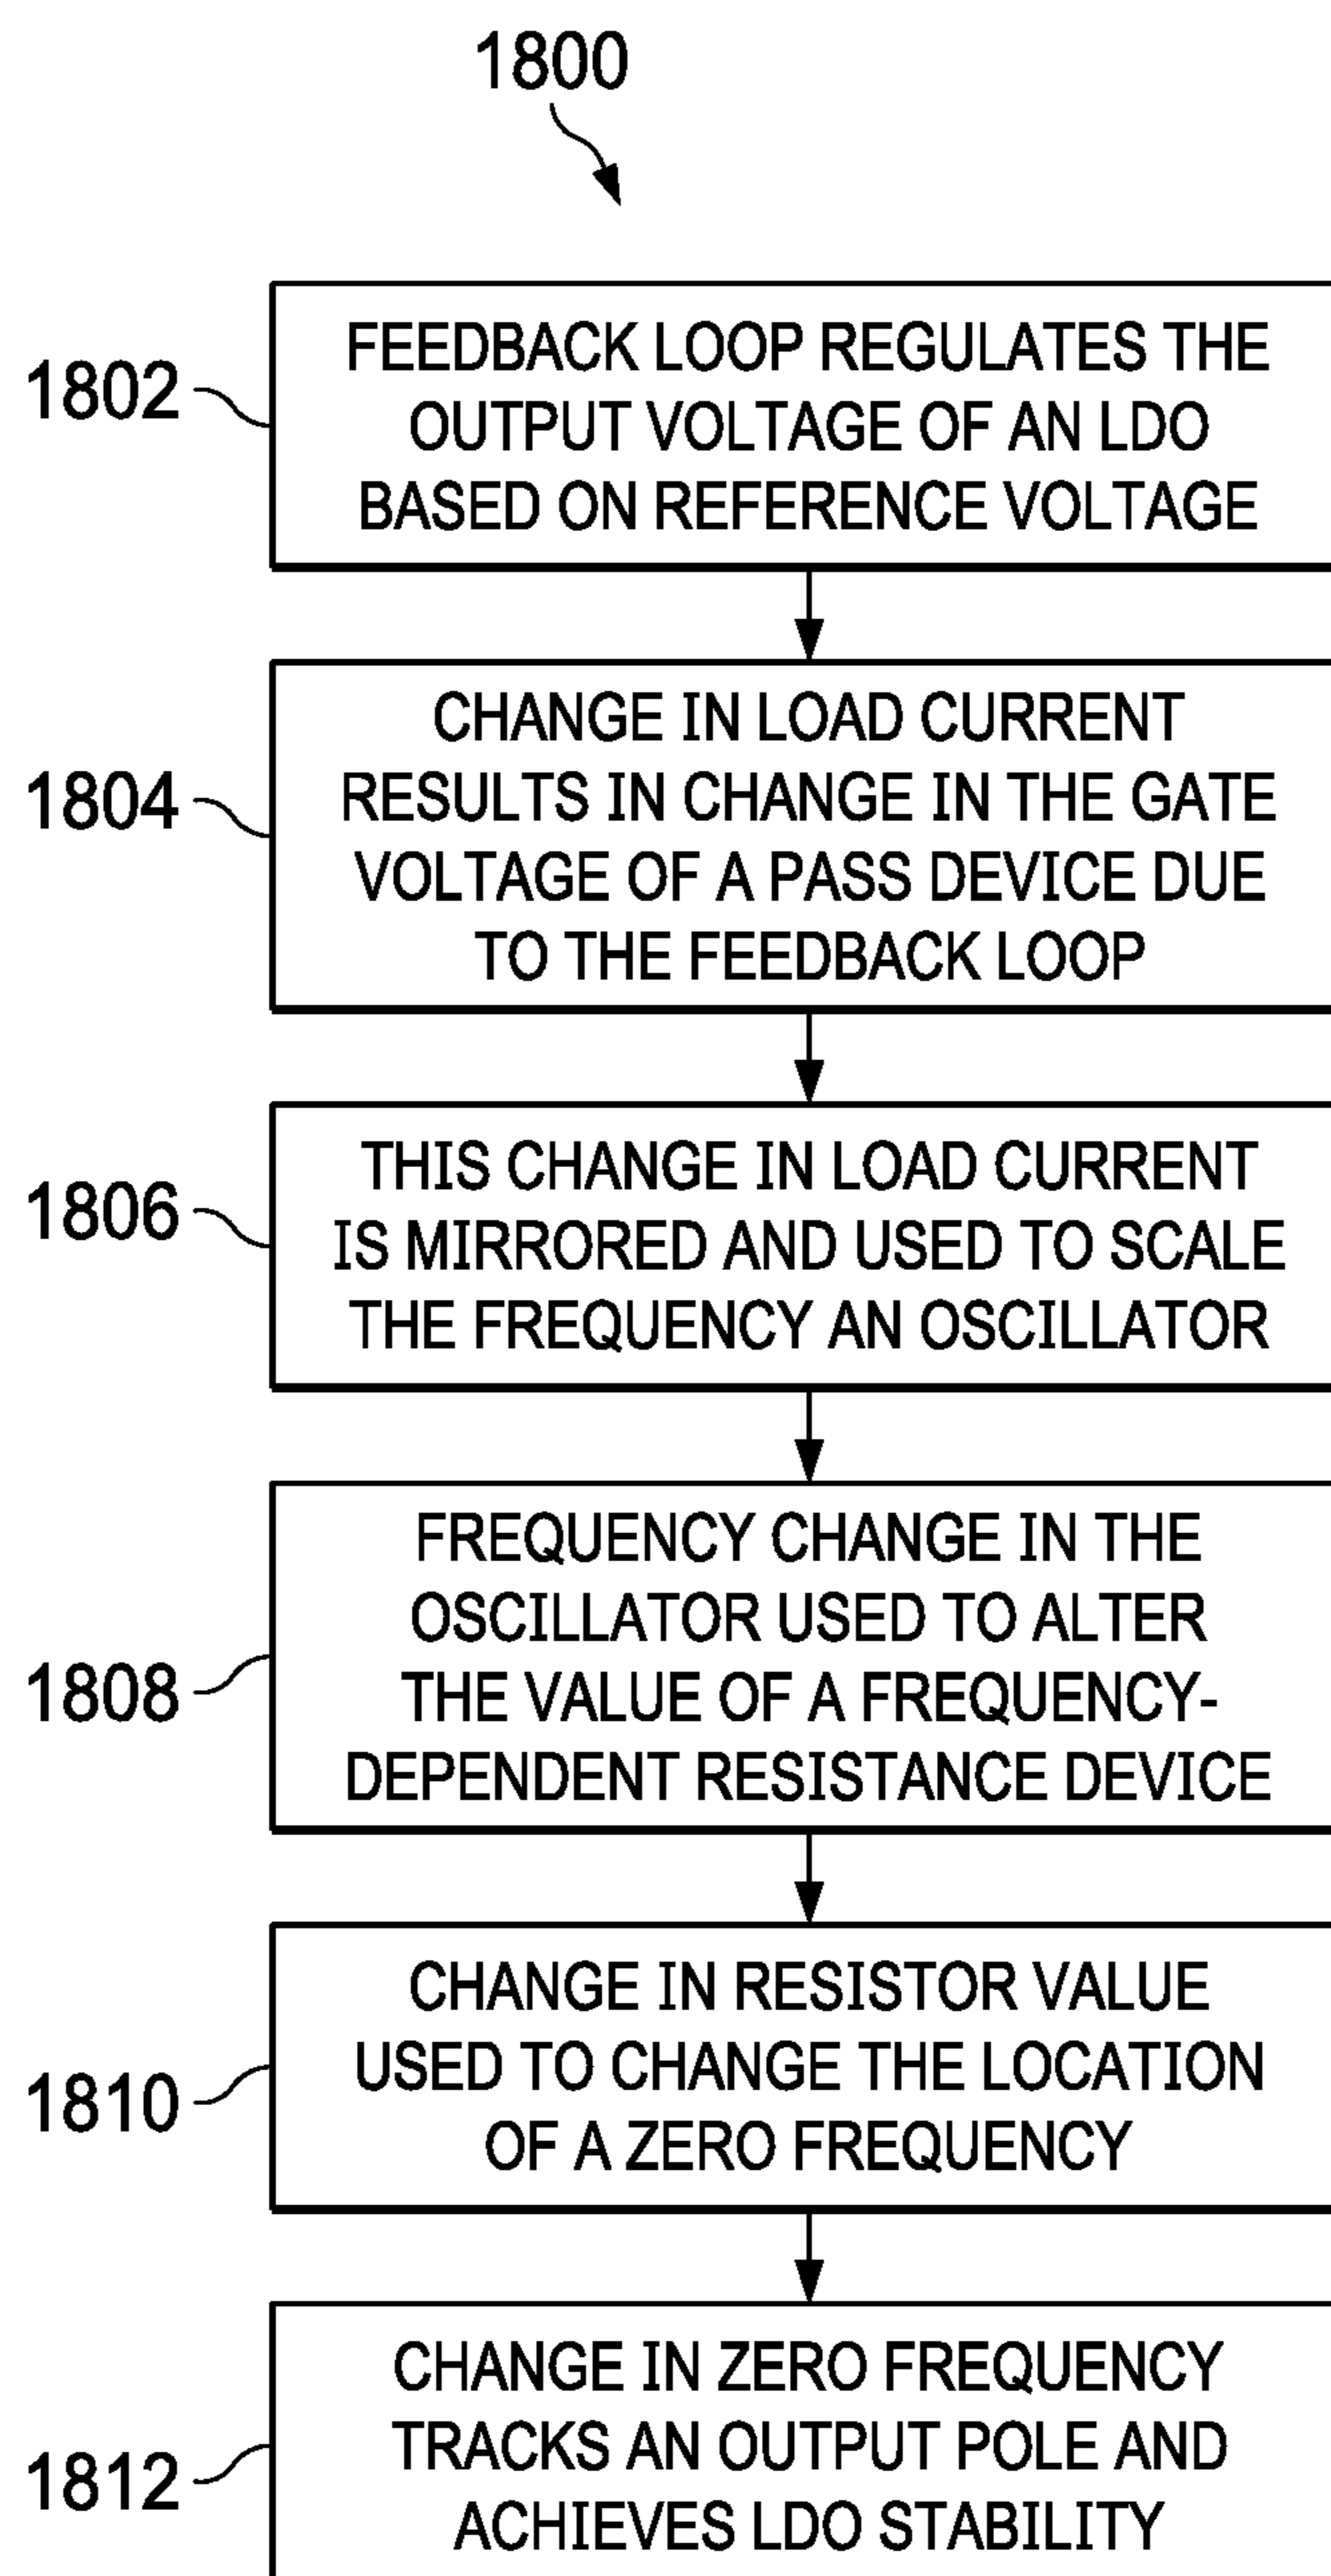 1800
1802
FEEDBACK LOOP REGULATES THE
OUTPUT VOLTAGE OF AN LDO
BASED ON REFERENCE VOLTAGE
1804
CHANGE IN LOAD CURRENT
RESULTS IN CHANGE IN THE GATE
VOLTAGE OF A PASS DEVICE DUE
TO THE FEEDBACK LOOP
1806
THIS CHANGE IN LOAD CURRENT
IS MIRRORED AND USED TO SCALE
THE FREQUENCY AN OSCILLATOR
1808
FREQUENCY CHANGE IN THE
OSCILLATOR USED TO ALTER
THE VALUE OF A FREQUENCY-
DEPENDENT RESISTANCE DEVICE
1810
CHANGE IN RESISTOR VALUE
USED TO CHANGE THE LOCATION
OF A ZERO FREQUENCY
1812
CHANGE IN ZERO FREQUENCY
TRACKS AN OUTPUT POLE AND
ACHIEVES LDO STABILITY